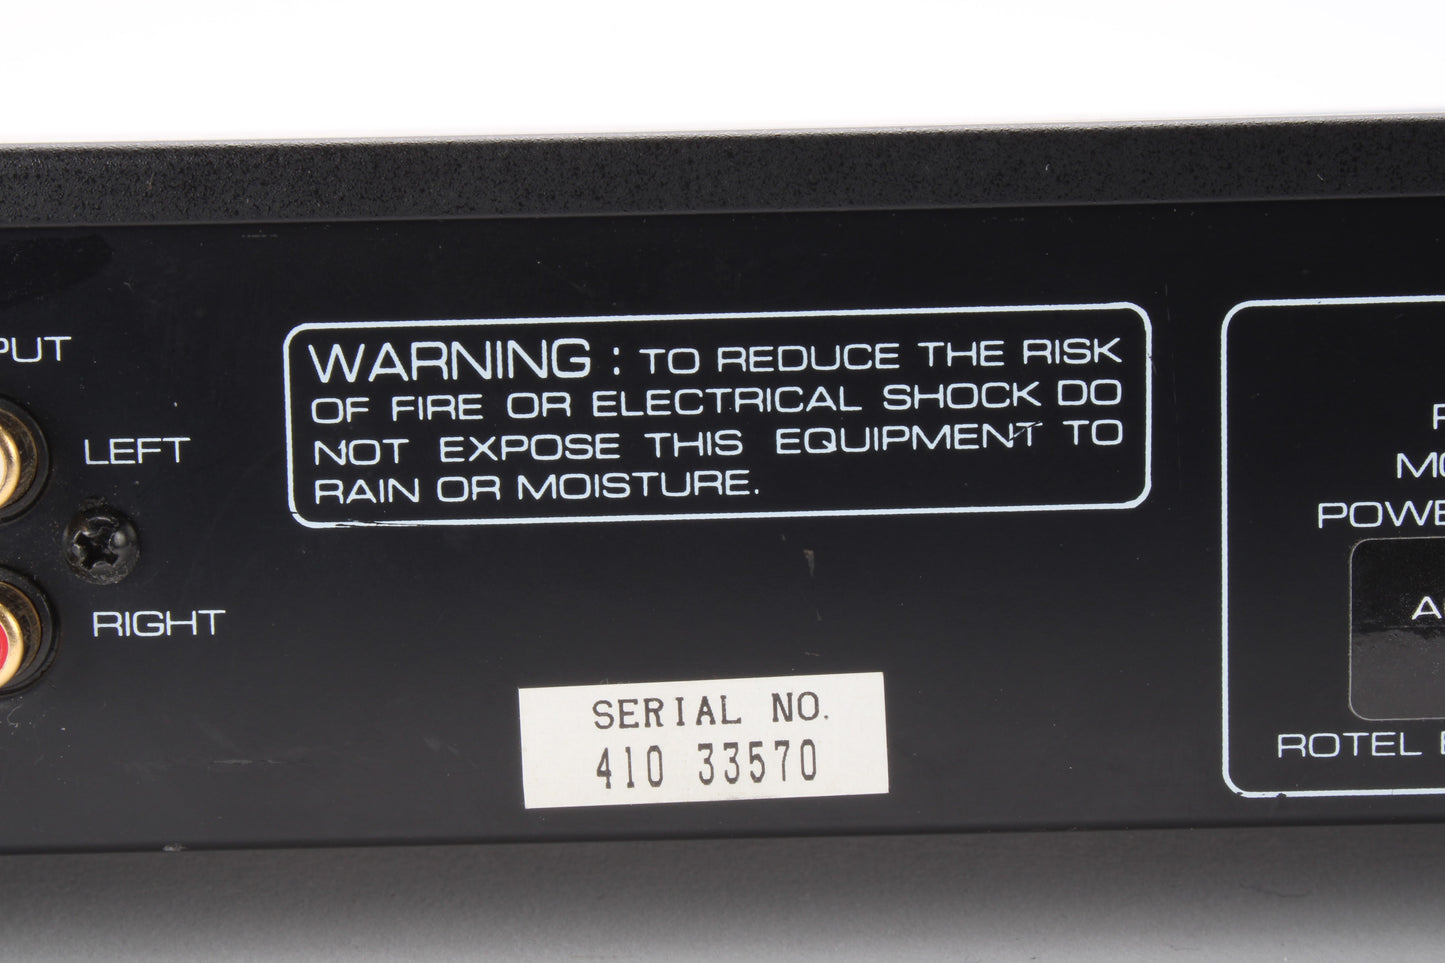 LEFT
RIGHT
WARNING : TO REDUCE THE RISK
OF FIRE OR ELECTRICAL SHOCK DO
NOT EXPOSE THIS EQUIPMENT TO
RAIN OR MOISTURE.
SERIAL NO.
410 33570
ROTEL